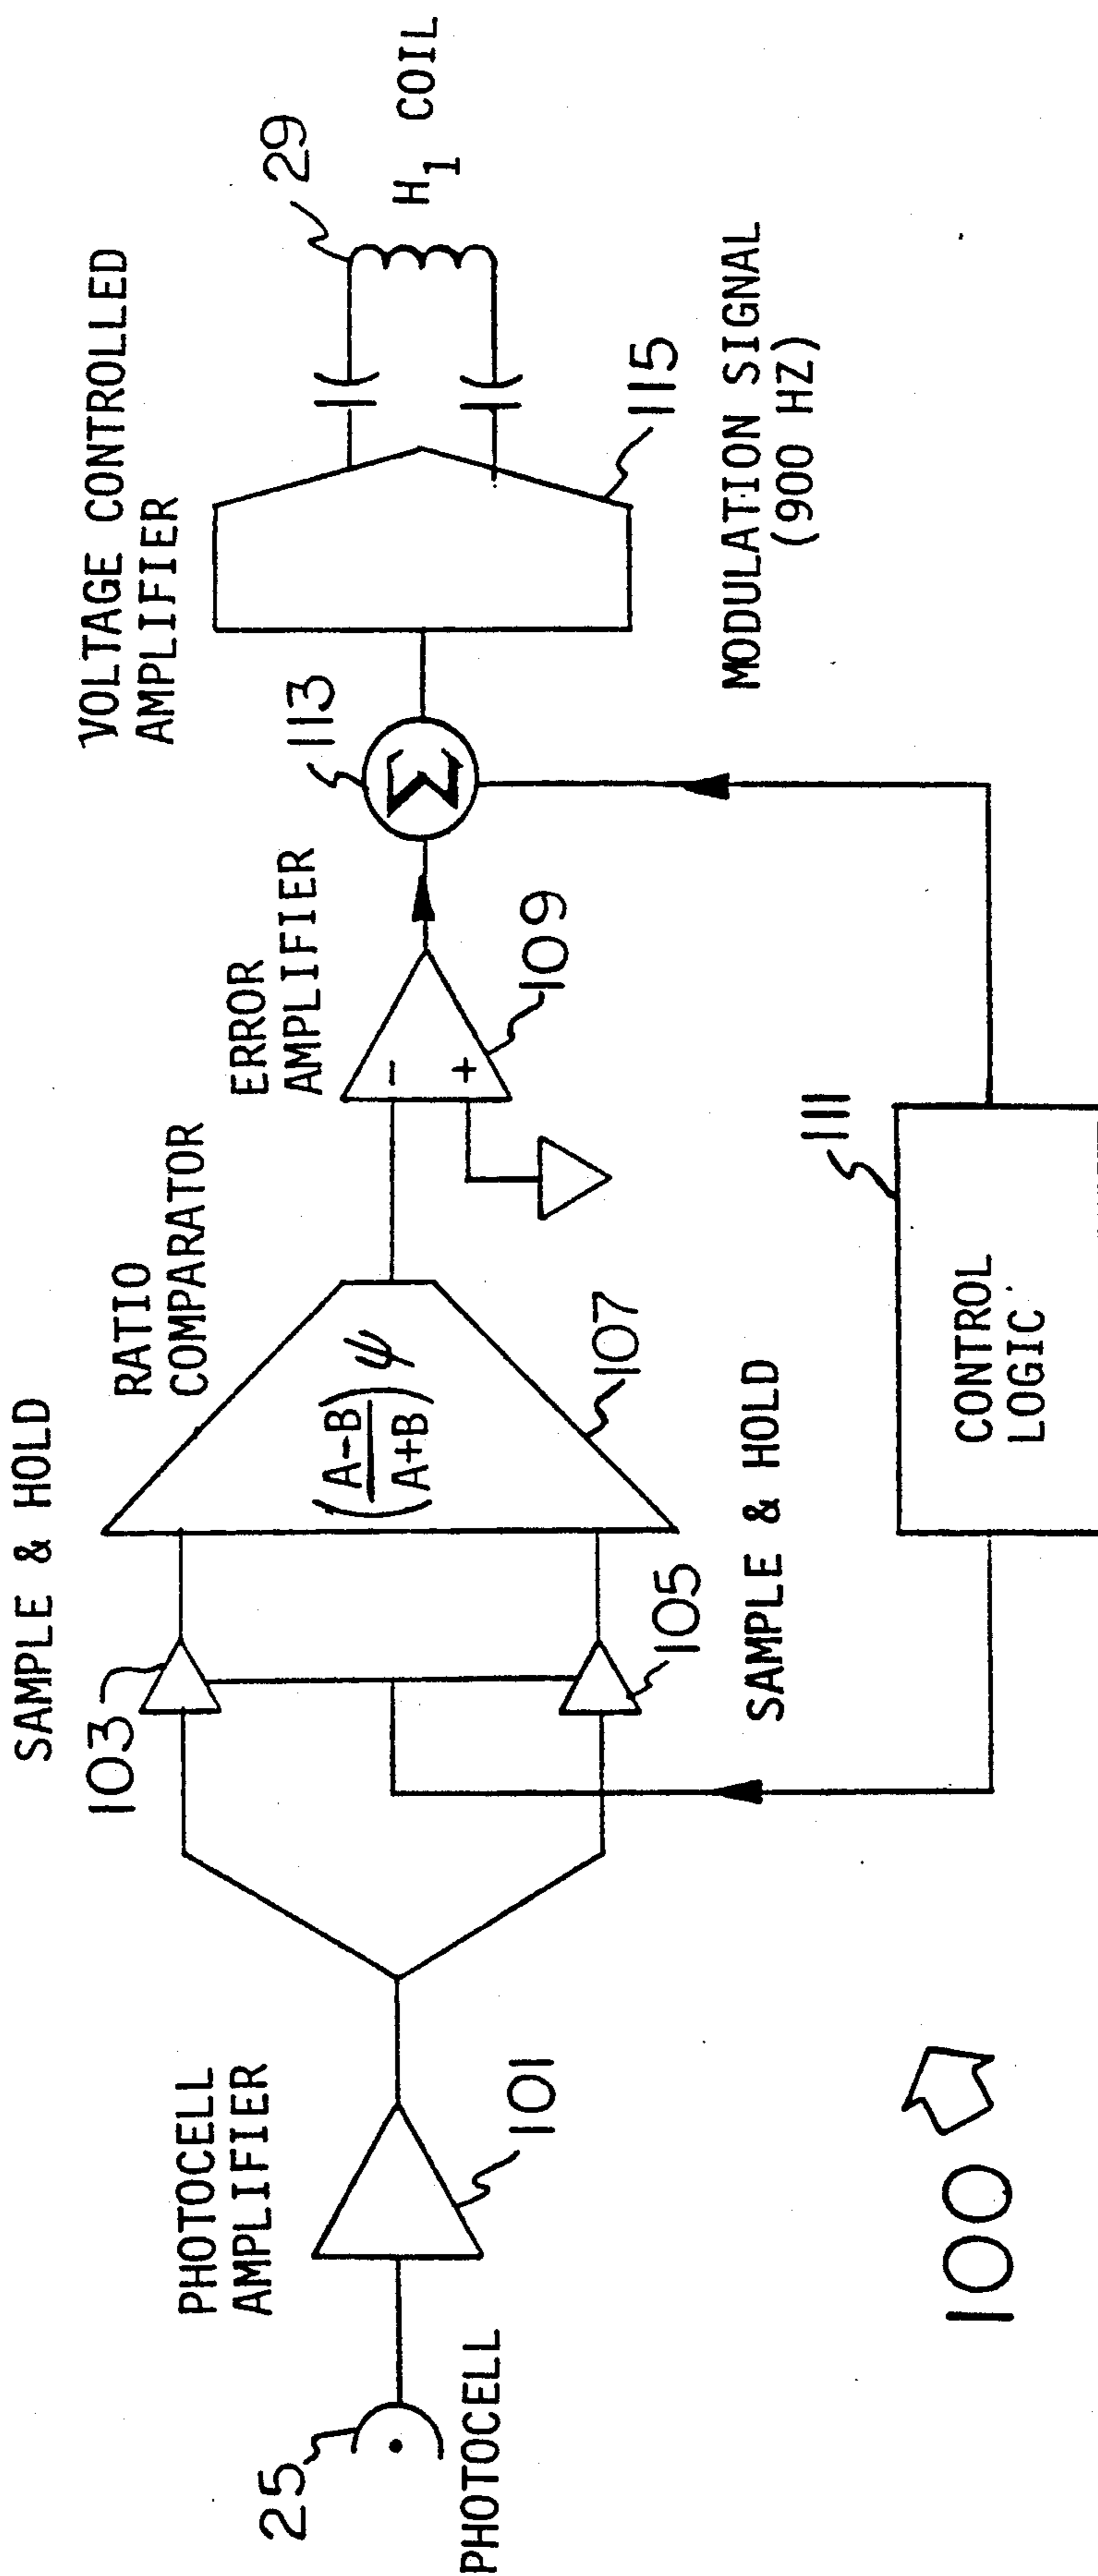 SAMPLE & HOLD
VOLTAGE CONTROLLED
AMPLIFIER
RATIO
COMPARATOR
PHOTOCELL
AMPLIFIER
ERROR
AMPLIFIER
103
113
29
H1 COIL
25
PHOTOCELL
101
(A-B/A+B) ψ
- +
Σ
109
107
105
115
SAMPLE & HOLD
MODULATION SIGNAL
(900 HZ)
111
CONTROL
LOGIC
100